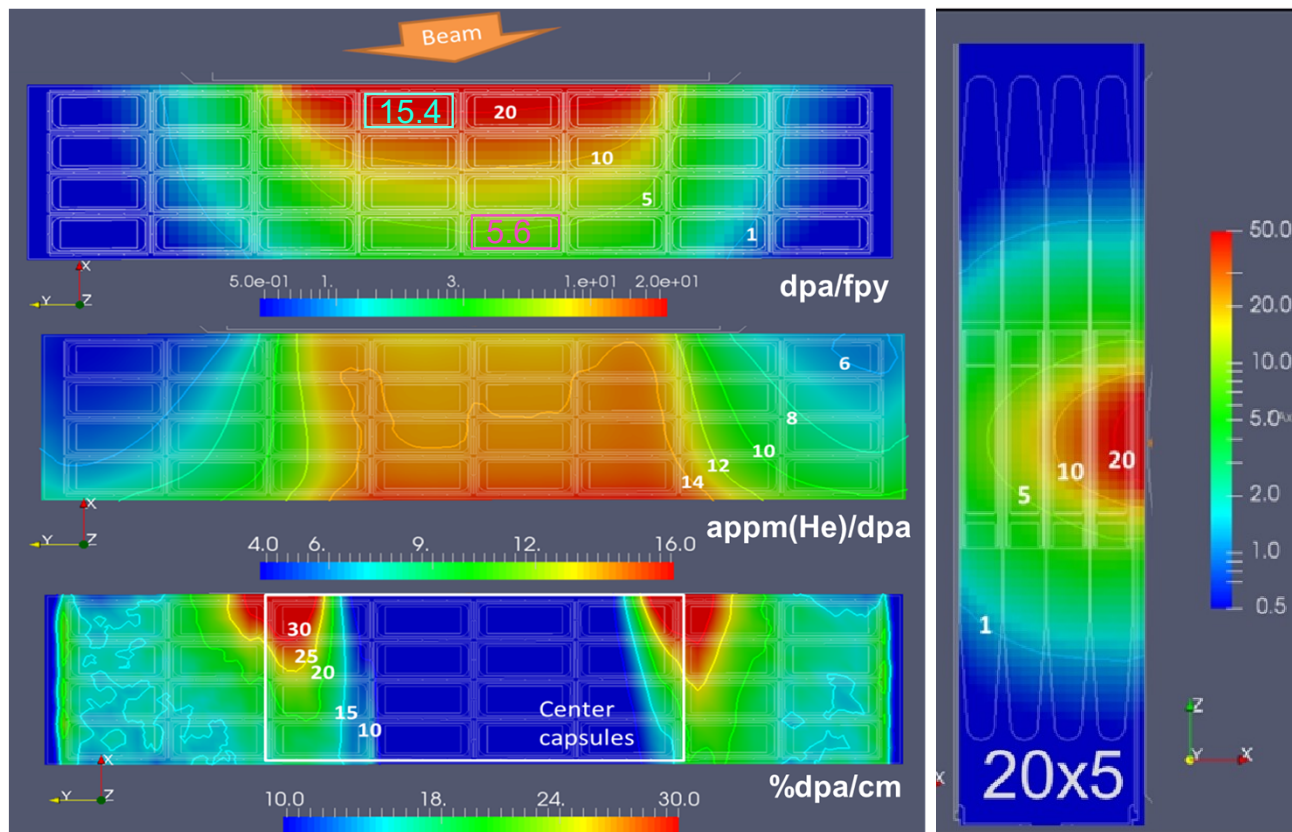 Beam
15.4
20
10
5
5.6
1
X
Y
Z
5.0e-01 1. 3. 1.e+01 2.0e+01
dpa/fpy
6
8
10
12
14
X
Y
Z
appm(He)/dpa
4.0 6. 9. 12. 16.0
30
25
20
15
10
Center
capsules
X
Y
Z
%dpa/cm
10.0 18. 24. 30.0
20
10
5
1
50.0
20.0
10.0
5.0
2.0
1.0
0.5
Z
Y
X
X
20x5